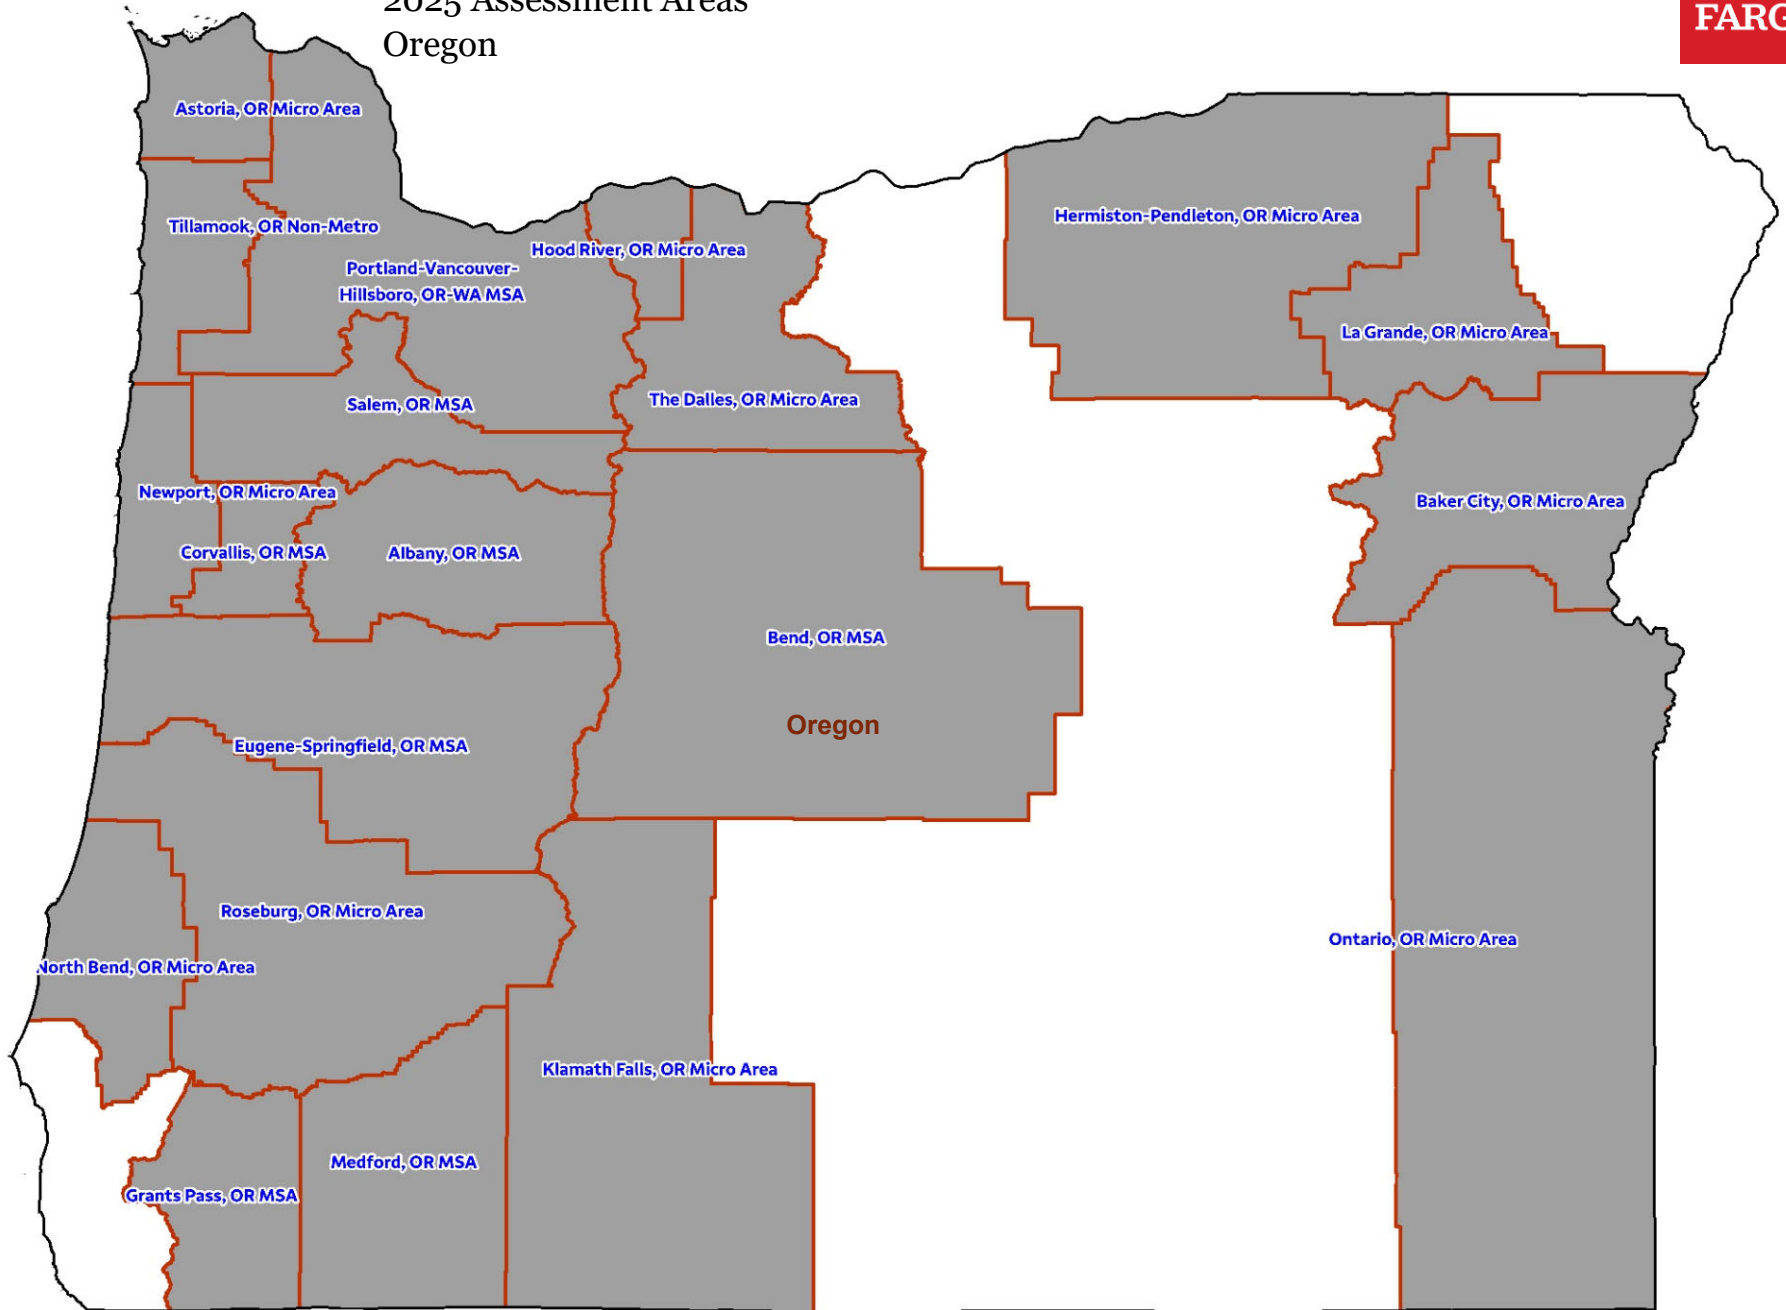 2025 Assessment Areas
Oregon
FARG
Astoria, OR Micro Area
Tillamook, OR Non-Metro
Hermiston-Pendleton, OR Micro Area
Hood River, OR Micro Area
Portland-Vancouver-
Hillsboro, OR-WA MSA
La Grande, OR Micro Area
Salem, OR MSA
The Dalles, OR Micro Area
Newport, OR Micro Area
Baker City, OR Micro Area
Corvallis, OR MSA
Albany, OR MSA
Bend, OR MSA
Oregon
Eugene-Springfield, OR MSA
Roseburg, OR Micro Area
Ontario, OR Micro Area
North Bend, OR Micro Area
Klamath Falls, OR Micro Area
Medford, OR MSA
Grants Pass, OR MSA